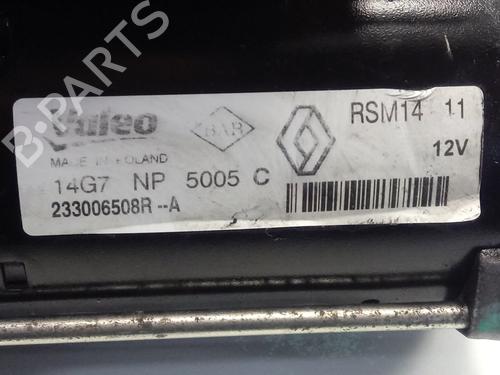 B-PARTS
Valeo
BAR
RSM14 11
MADE IN POLAND
12V
14G7 NP 5005 C
233006508R--A